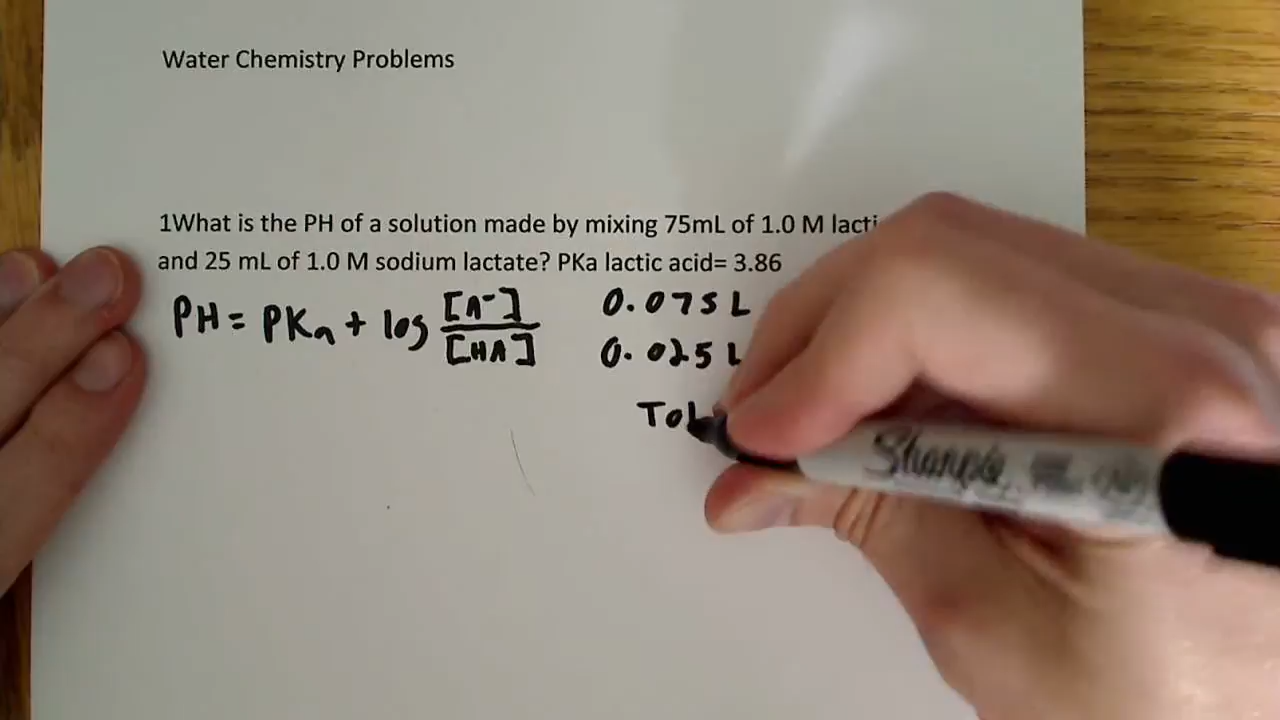 Water Chemistry Problems
1What is the PH of a solution made by mixing 75mL of 1.0 M lacti
and 25 mL of 1.0 M sodium lactate? PKa lactic acid= 3.86
PH = PKa + log [A-]
[HA]
0.075 L
0.025 L
Tot
Sharpie